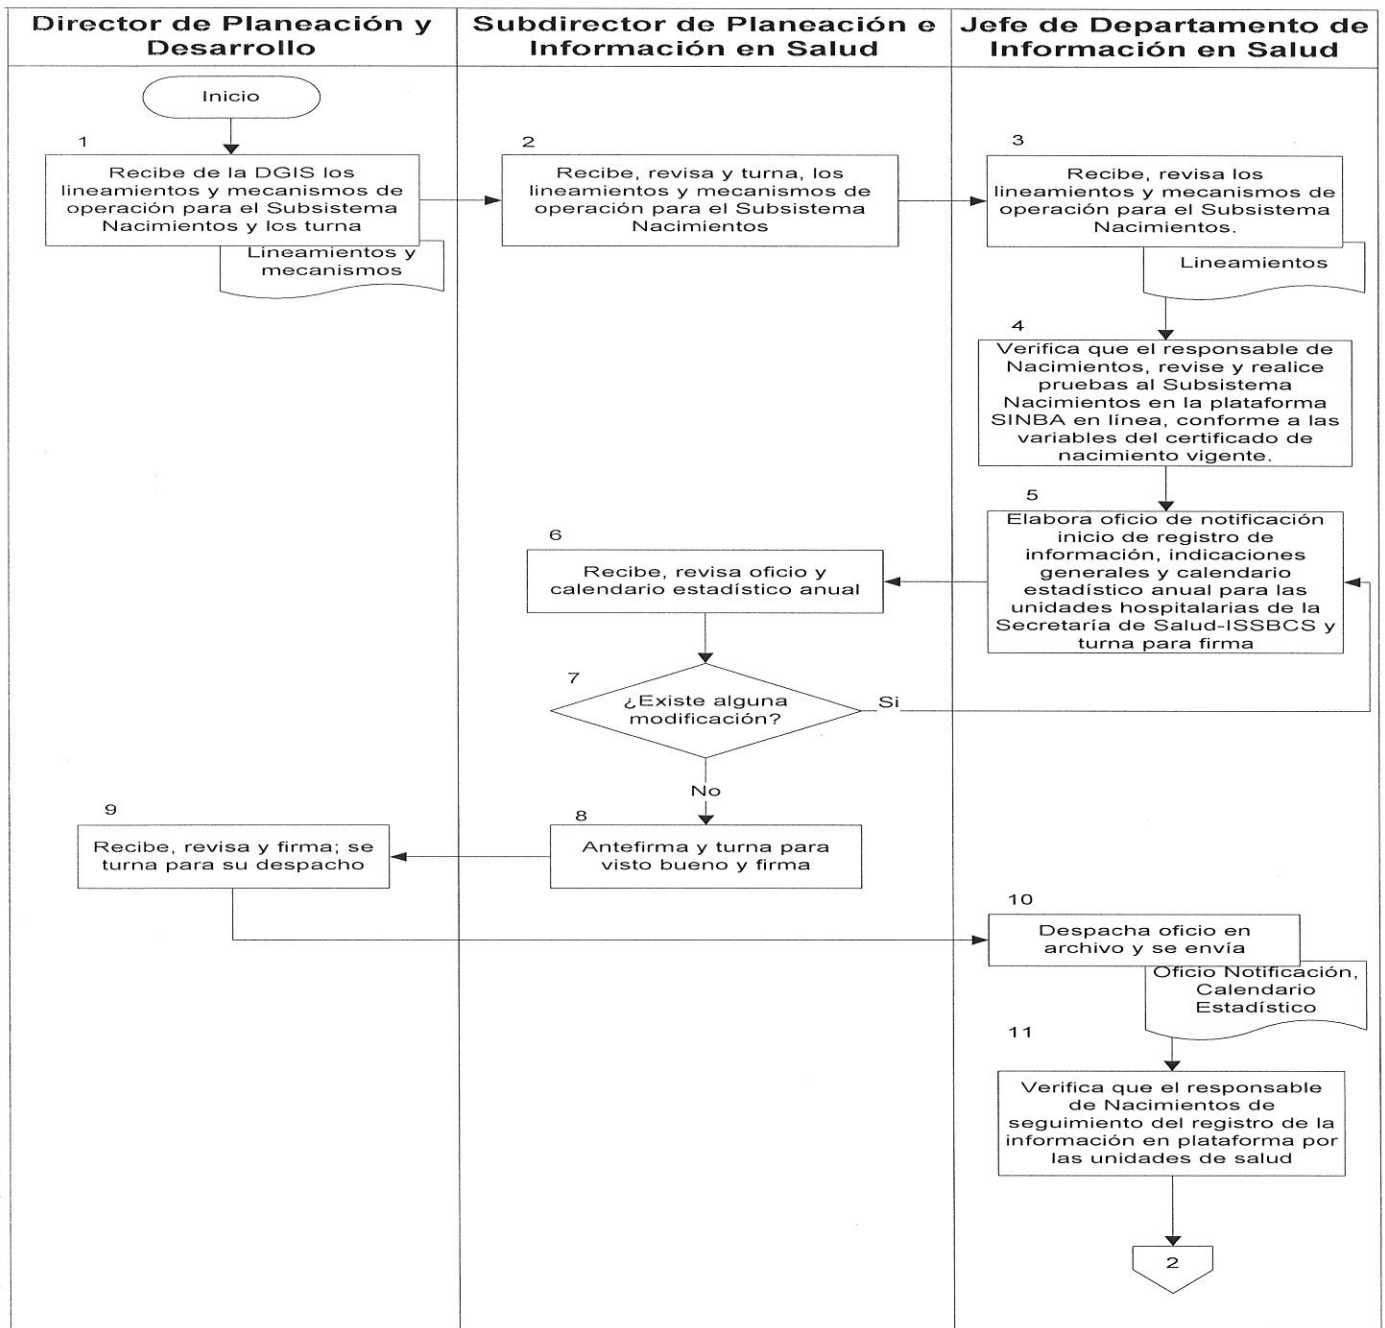 Director de Planeación y
Desarrollo
Subdirector de Planeación e
Información en Salud
Jefe de Departamento de
Información en Salud
Inicio
1
Recibe de la DGIS los
lineamientos y mecanismos de
operación para el Subsistema
Nacimientos y los turna
Lineamientos y
mecanismos
2
Recibe, revisa y turna, los
lineamientos y mecanismos de
operación para el Subsistema
Nacimientos
3
Recibe, revisa los
lineamientos y mecanismos de
operación para el Subsistema
Nacimientos.
Lineamientos
4
Verifica que el responsable de
Nacimientos, revise y realice
pruebas al Subsistema
Nacimientos en la plataforma
SINBA en línea, conforme a las
variables del certificado de
nacimiento vigente.
5
Elabora oficio de notificación
inicio de registro de
información, indicaciones
generales y calendario
estadístico anual para las
unidades hospitalarias de la
Secretaría de Salud-ISSBCS y
turna para firma
6
Recibe, revisa oficio y
calendario estadístico anual
7
¿Existe alguna
modificación?
Si
No
8
Antefirma y turna para
visto bueno y firma
9
Recibe, revisa y firma; se
turna para su despacho
10
Despacha oficio en
archivo y se envía
Oficio Notificación,
Calendario
Estadístico
11
Verifica que el responsable
de Nacimientos de
seguimiento del registro de la
información en plataforma por
las unidades de salud
2